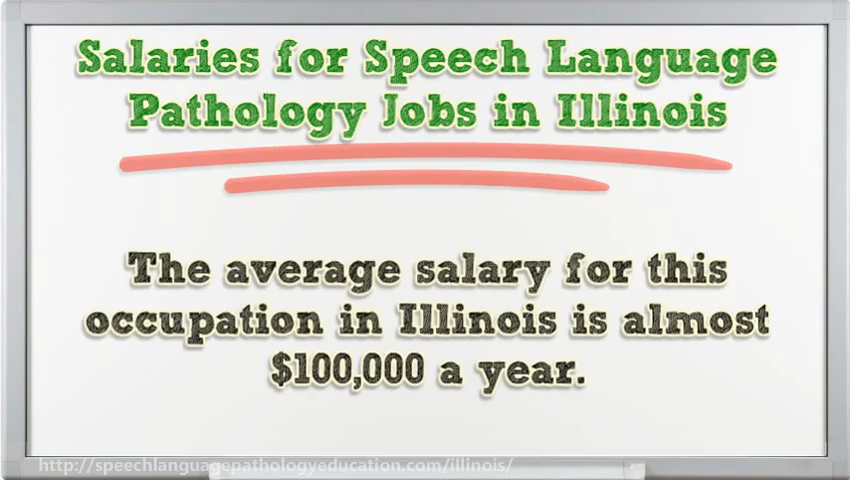 Salaries for Speech Language
Pathology Jobs in Illinois
The average salary for this
occupation in Illinois is almost
$100,000 a year.
http://speechlanguagepathologyeducation.com/illinois/